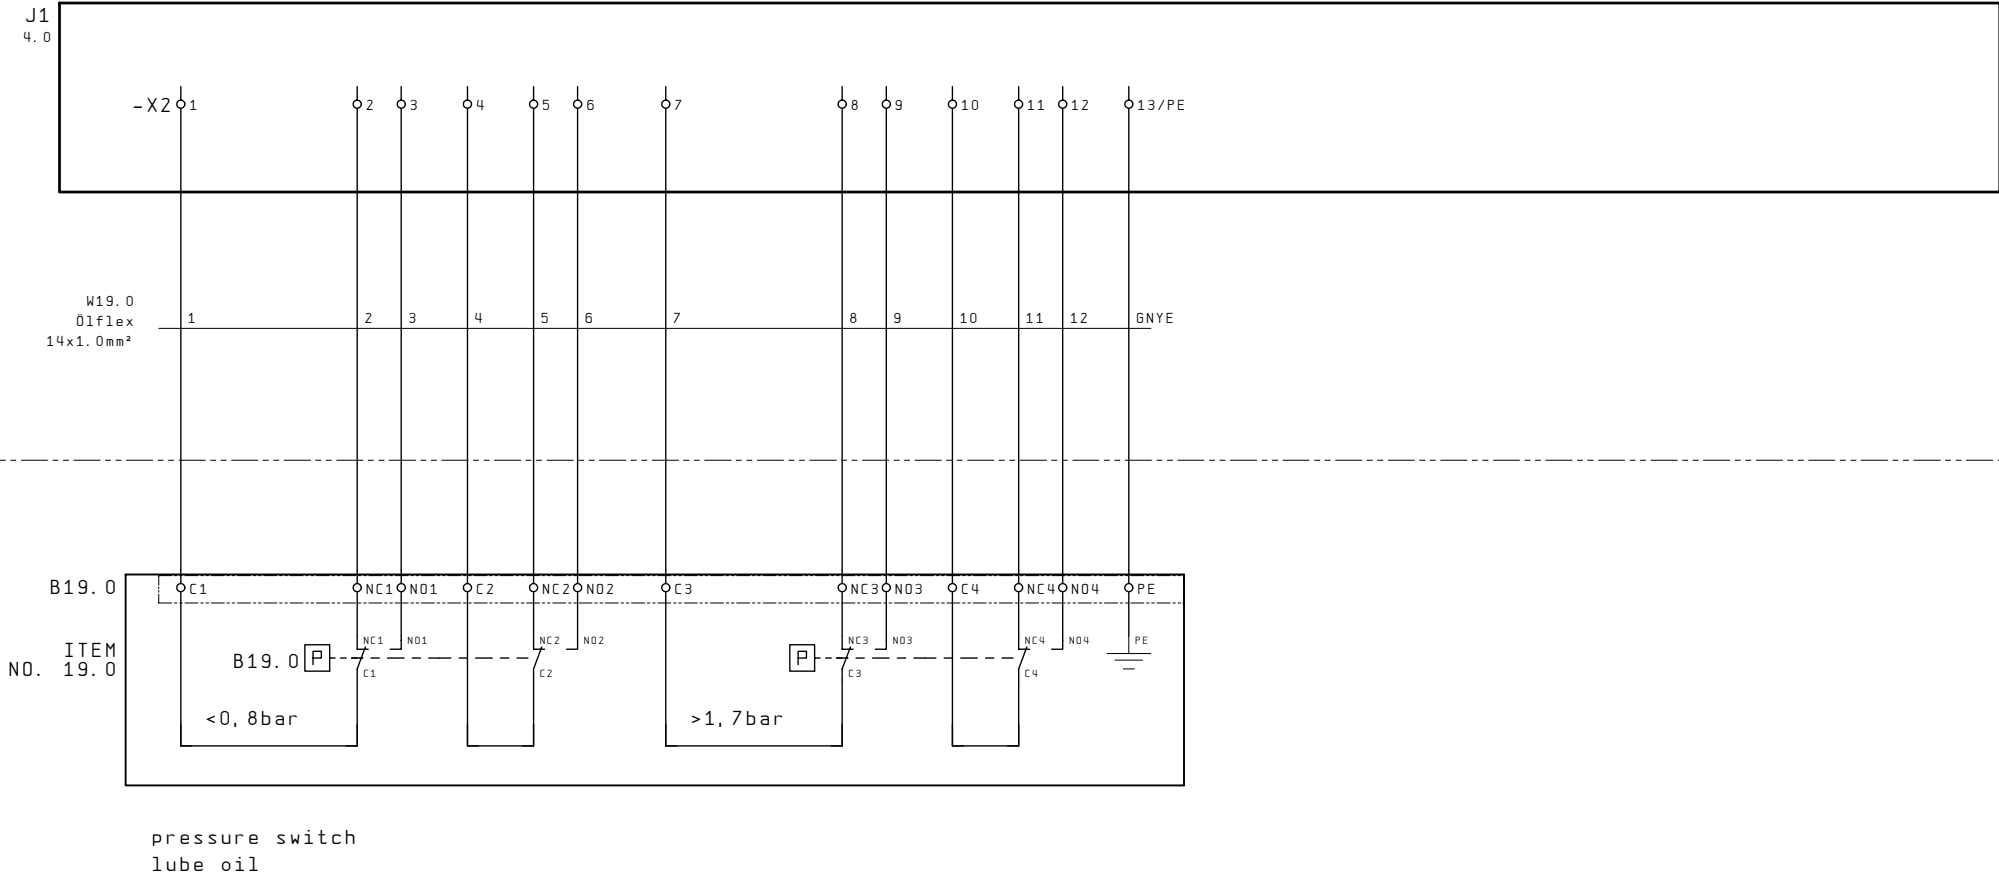 J1
4.0
-X2 1 2 3 4 5 6 7 8 9 10 11 12 13/PE
W19.0
Ölflex
14x1.0mm²
1 2 3 4 5 6 7 8 9 10 11 12 GNYE
B19.0
C1 NC1 NO1 C2 NC2 NO2 C3 NC3 NO3 C4 NC4 NO4 PE
ITEM
NO. 19.0
NC1 NO1 NC2 NO2 NC3 NO3 NC4 NO4 PE
B19.0 P P
C1 C2 C3 C4
<0,8bar >1,7bar
pressure switch
lube oil